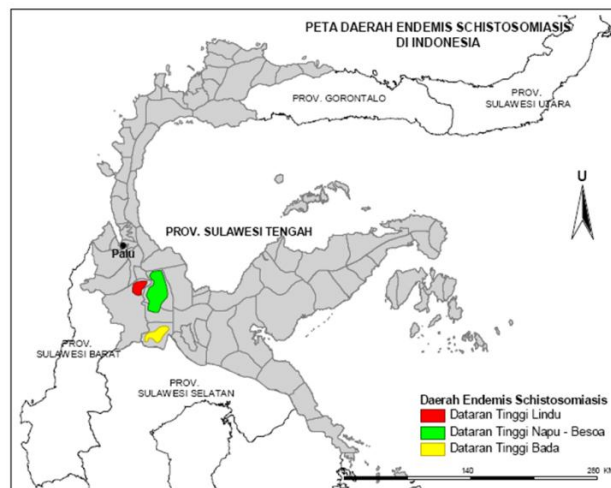 PETA DAERAH ENDEMIS SCHISTOSOMIASIS
DI INDONESIA
PROV. GORONTALO
PROV.
SULAWESI UTARA
U
PROV. SULAWESI TENGAH
Palu
PROV.
SULAWESI BARAT
PROV.
SULAWESI SELATAN
Daerah Endemis Schistosomiasis
Dataran Tinggi Lindu
Dataran Tinggi Napu - Besoa
Dataran Tinggi Bada
140
280 KM